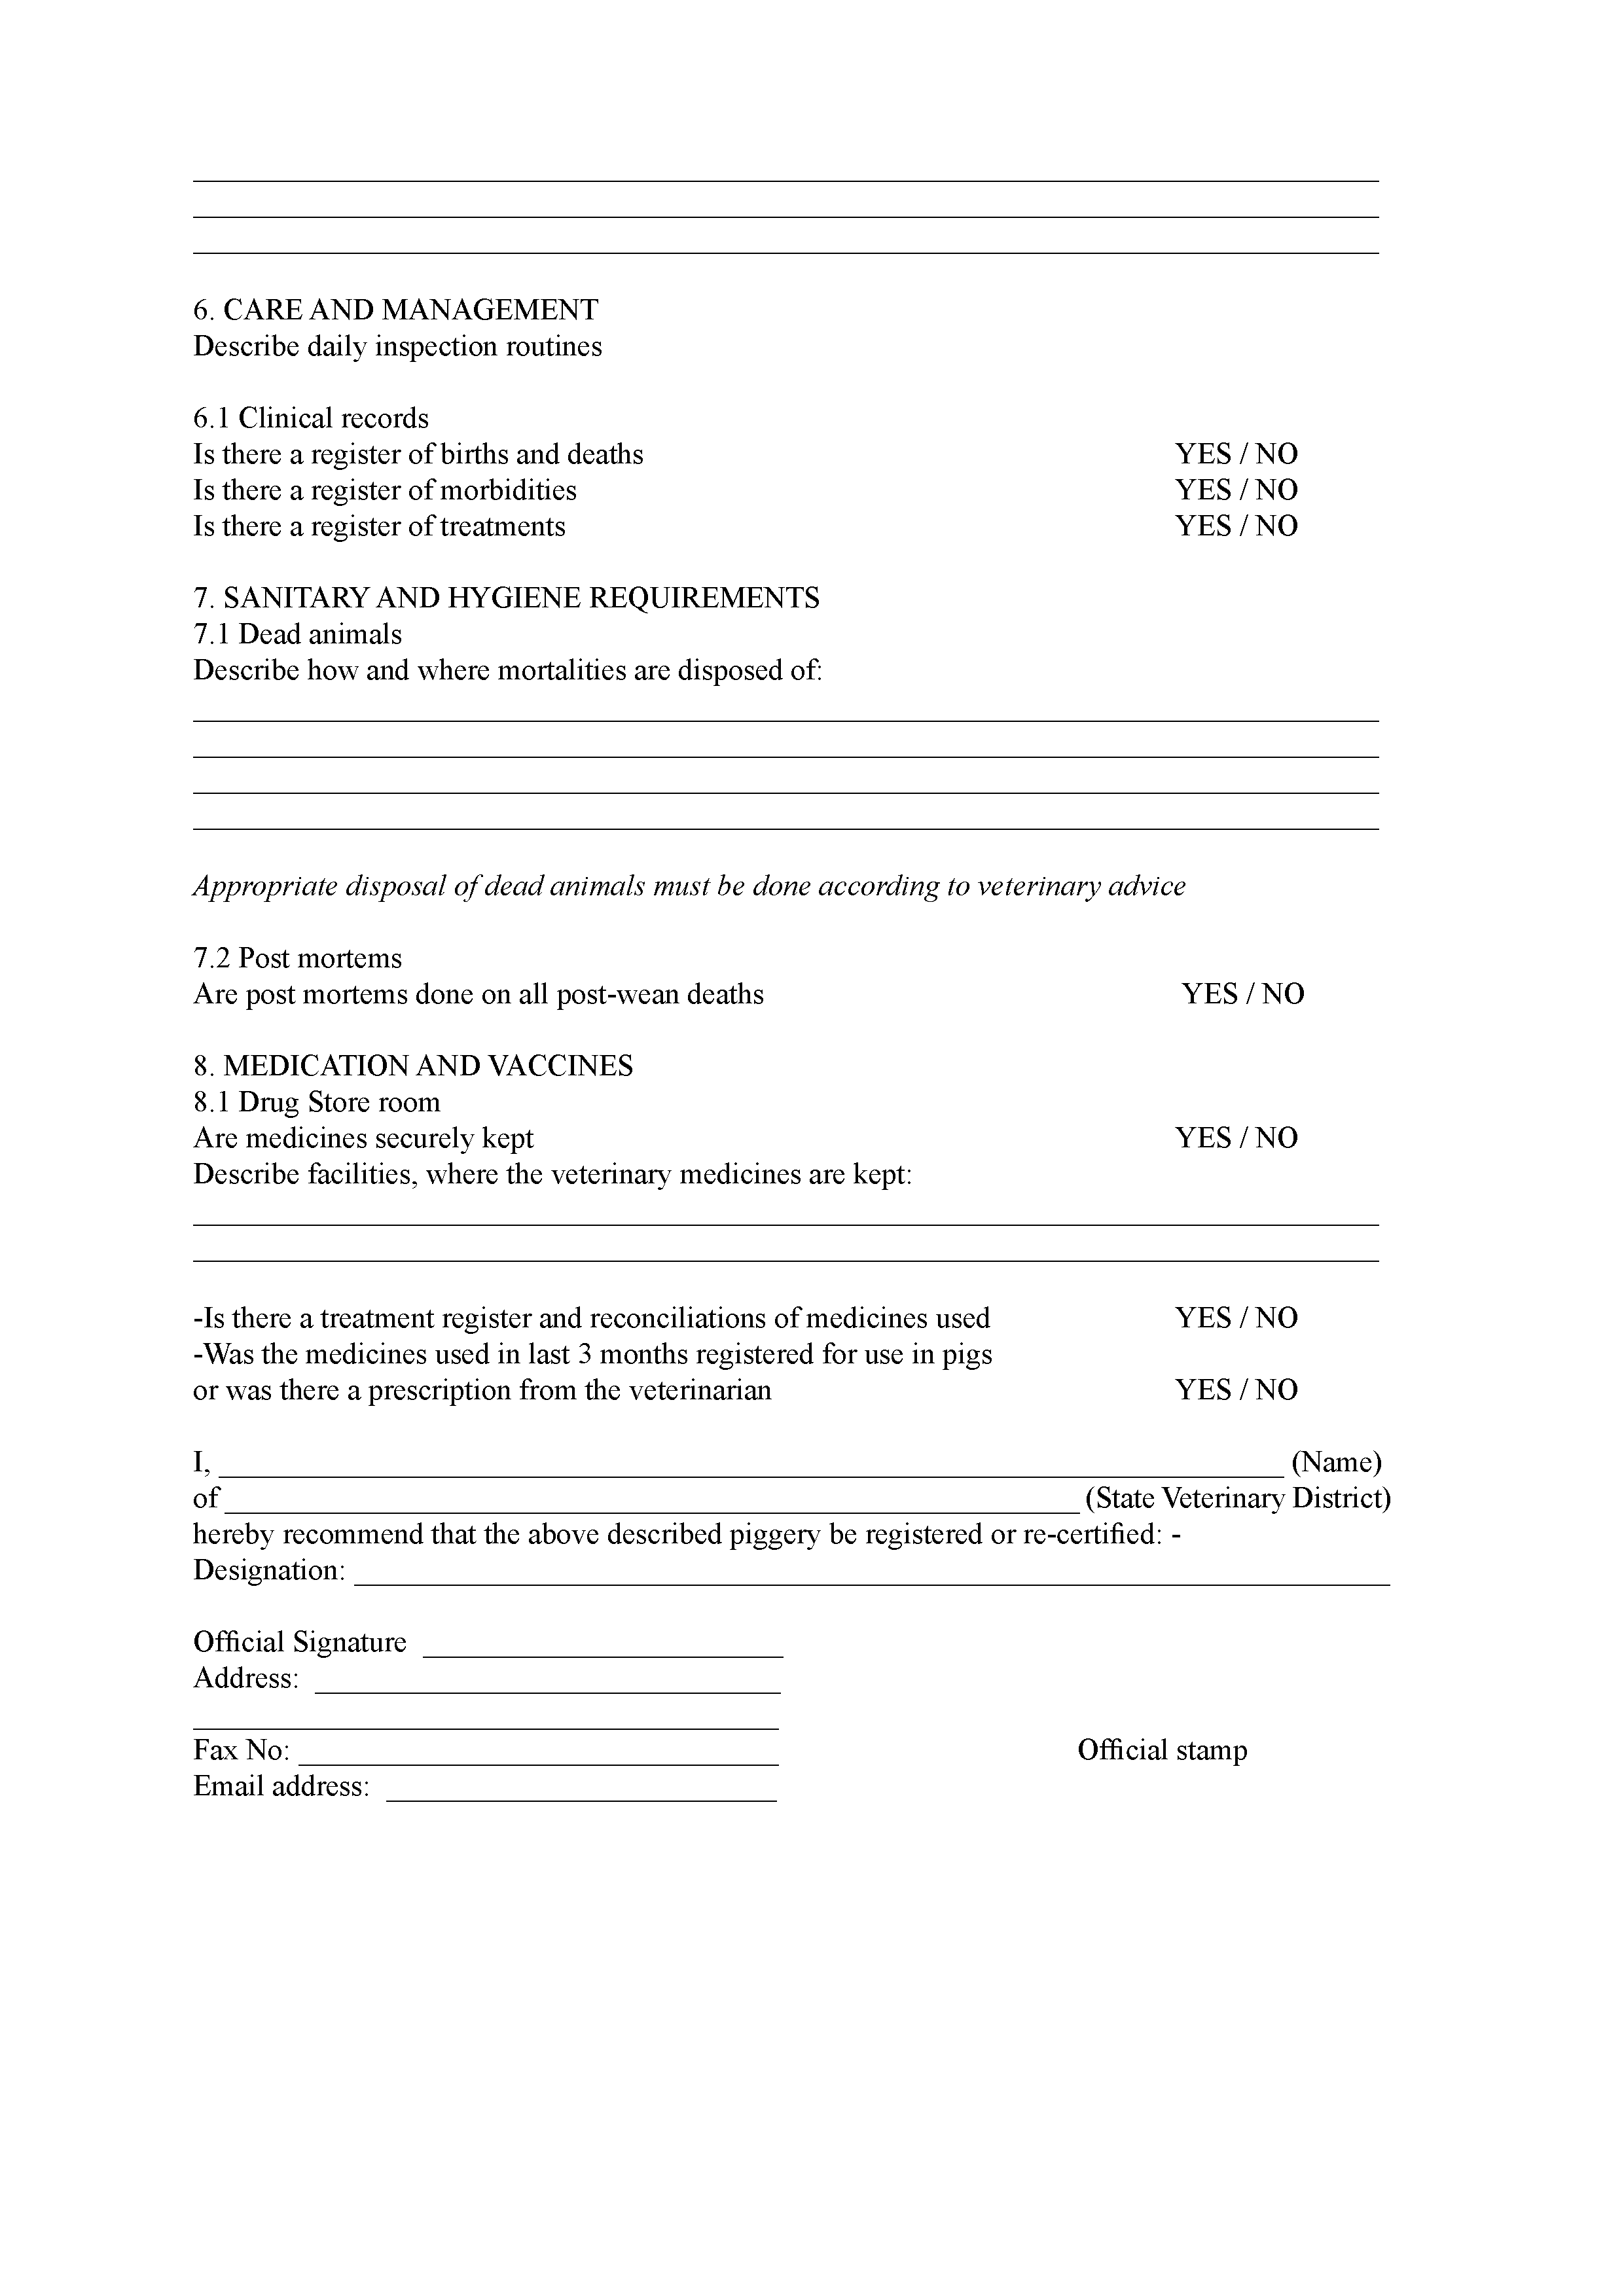 6. CARE AND MANAGEMENT
Describe daily inspection routines
6.1 Clinical records
Is there a register of births and deaths YES / NO
Is there a register of morbidities YES / NO
Is there a register of treatments YES / NO
7. SANITARY AND HYGIENE REQUIREMENTS
7.1 Dead animals
Describe how and where mortalities are disposed of:
Appropriate disposal of dead animals must be done according to veterinary advice
7.2 Post mortems
Are post mortems done on all post-wean deaths YES / NO
8. MEDICATION AND VACCINES
8.1 Drug Store room
Are medicines securely kept YES / NO
Describe facilities, where the veterinary medicines are kept:
-Is there a treatment register and reconciliations of medicines used YES / NO
-Was the medicines used in last 3 months registered for use in pigs
or was there a prescription from the veterinarian YES / NO
I, (Name)
of (State Veterinary District)
hereby recommend that the above described piggery be registered or re-certified: -
Designation:
Official Signature
Address:
Fax No: Official stamp
Email address: